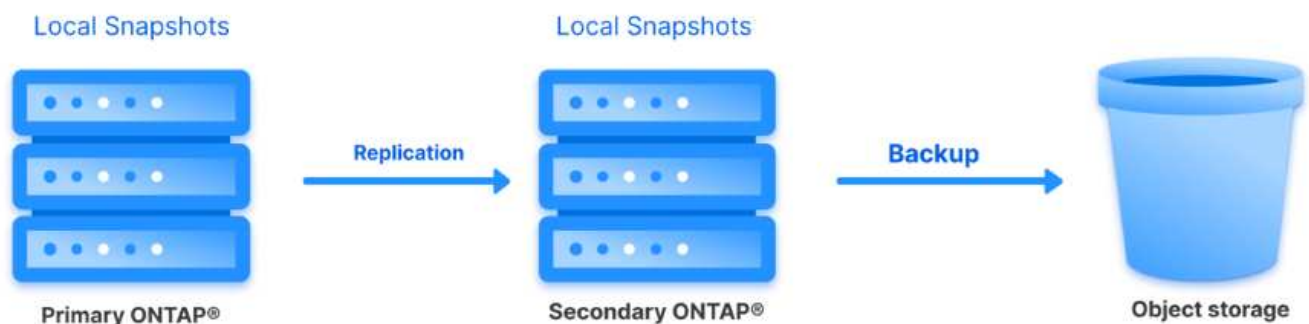 Local Snapshots
Local Snapshots
Replication
Backup
Primary ONTAP®
Secondary ONTAP®
Object storage